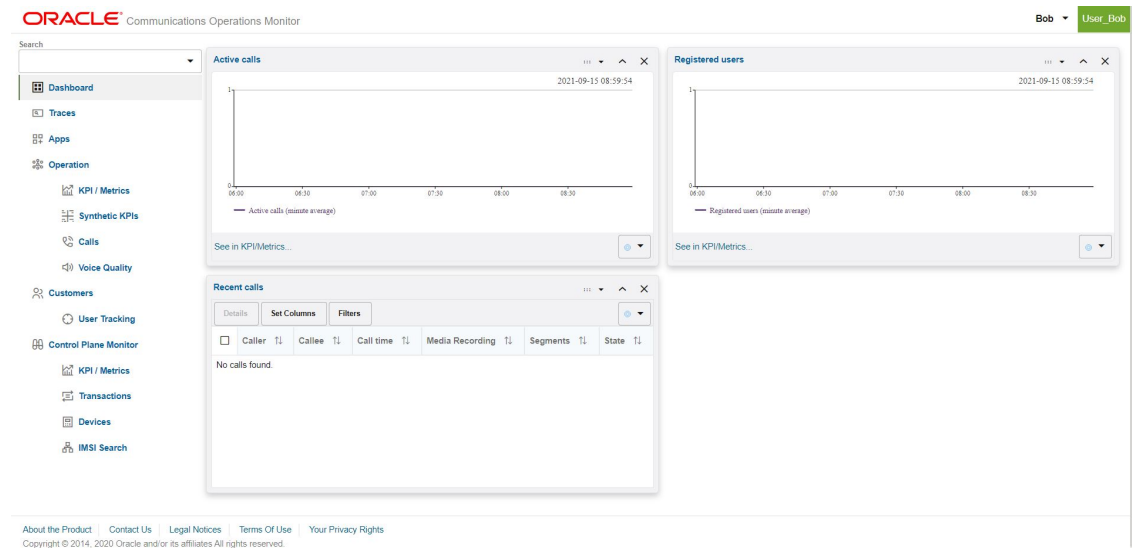 ORACLE® Communications Operations Monitor
Bob
User_Bob
Search
Dashboard
Traces
Apps
Operation
KPI / Metrics
Synthetic KPIs
Calls
Voice Quality
Customers
User Tracking
Control Plane Monitor
KPI / Metrics
Transactions
Devices
IMSI Search
Active calls
2021-09-15 08:59:54
1
0
06:00 06:30 07:00 07:30 08:00 08:30
Active calls (minute average)
See in KPI/Metrics...
Registered users
2021-09-15 08:59:54
1
0
06:00 06:30 07:00 07:30 08:00 08:30
Registered users (minute average)
See in KPI/Metrics...
Recent calls
Details Set Columns Filters
Caller Callee Call time Media Recording Segments State
No calls found.
About the Product Contact Us Legal Notices Terms Of Use Your Privacy Rights
Copyright © 2014, 2020 Oracle and/or its affiliates All rights reserved.